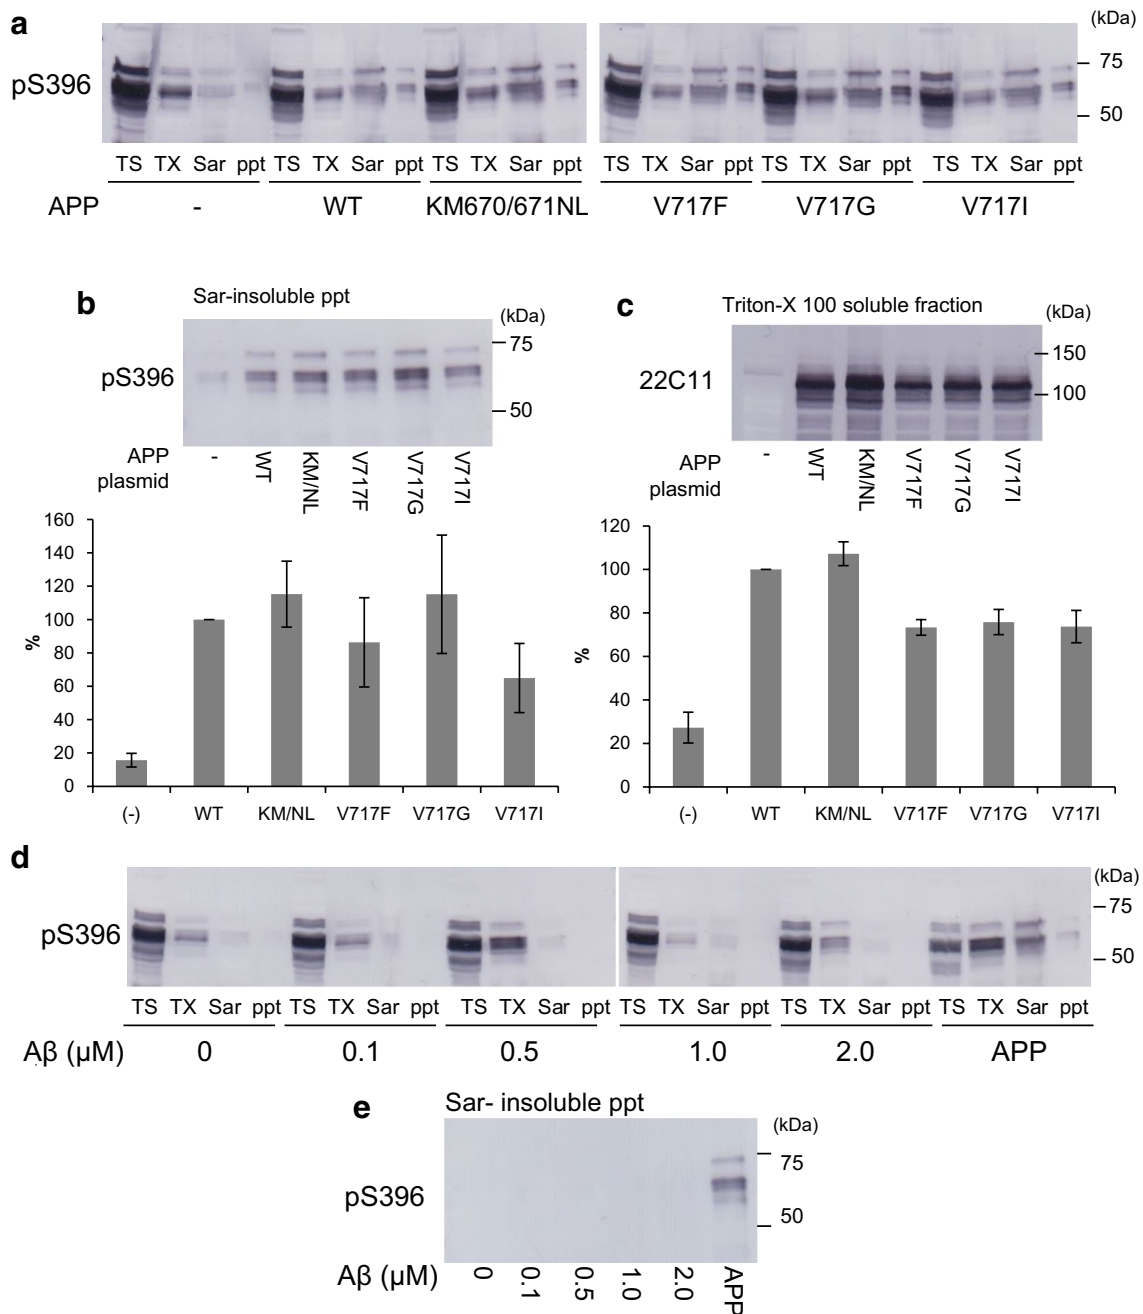 a
(kDa)
pS396
75
50
TS TX Sar ppt TS TX Sar ppt TS TX Sar ppt TS TX Sar ppt TS TX Sar ppt TS TX Sar ppt
APP - WT KM670/671NL V717F V717G V717I
b
Sar-insoluble ppt
(kDa)
pS396
75
50
APP
plasmid
- WT KM/NL V717F V717G V717I
160
140
120
100
80
60
40
20
0
%
(-) WT KM/NL V717F V717G V717I
c
Triton-X 100 soluble fraction
(kDa)
22C11
150
100
APP
plasmid
- WT KM/NL V717F V717G V717I
120
100
80
60
40
20
0
%
(-) WT KM/NL V717F V717G V717I
d
(kDa)
pS396
75
50
TS TX Sar ppt TS TX Sar ppt TS TX Sar ppt TS TX Sar ppt TS TX Sar ppt TS TX Sar ppt
Aβ (μM) 0 0.1 0.5 1.0 2.0 APP
e
Sar- insoluble ppt
(kDa)
pS396
75
50
Aβ (μM) 0 0.1 0.5 1.0 2.0 APP